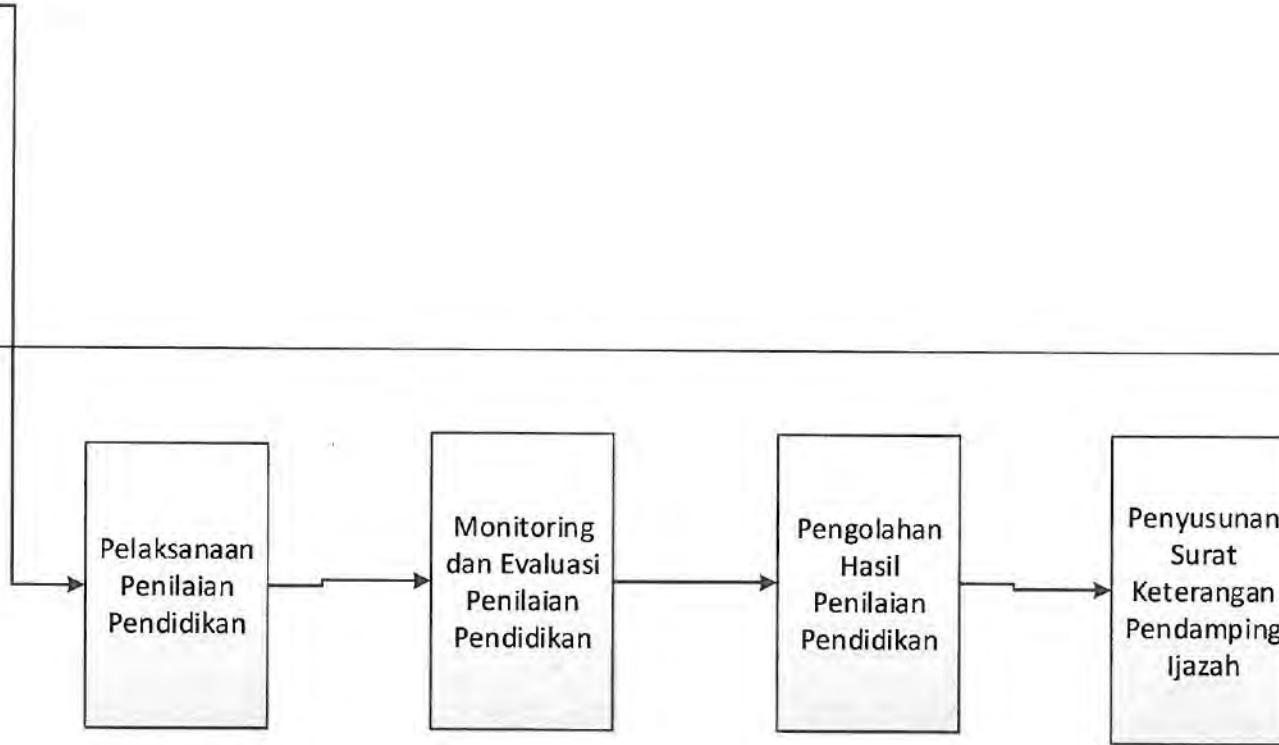 Pelaksanaan
Penilaian
Pendidikan
Monitoring
dan Evaluasi
Penilaian
Pendidikan
Pengolahan
Hasil
Penilaian
Pendidikan
Penyusunan
Surat
Keterangan
Pendamping
Ijazah